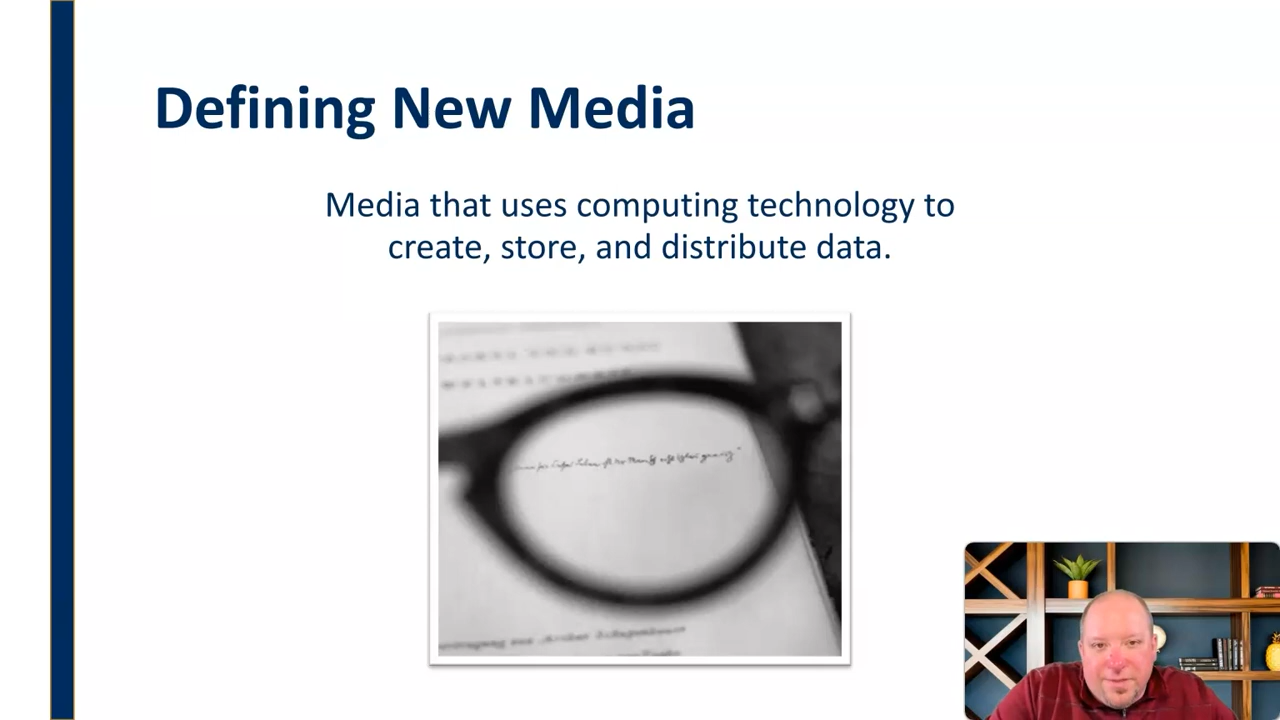 Defining New Media
Media that uses computing technology to
create, store, and distribute data.